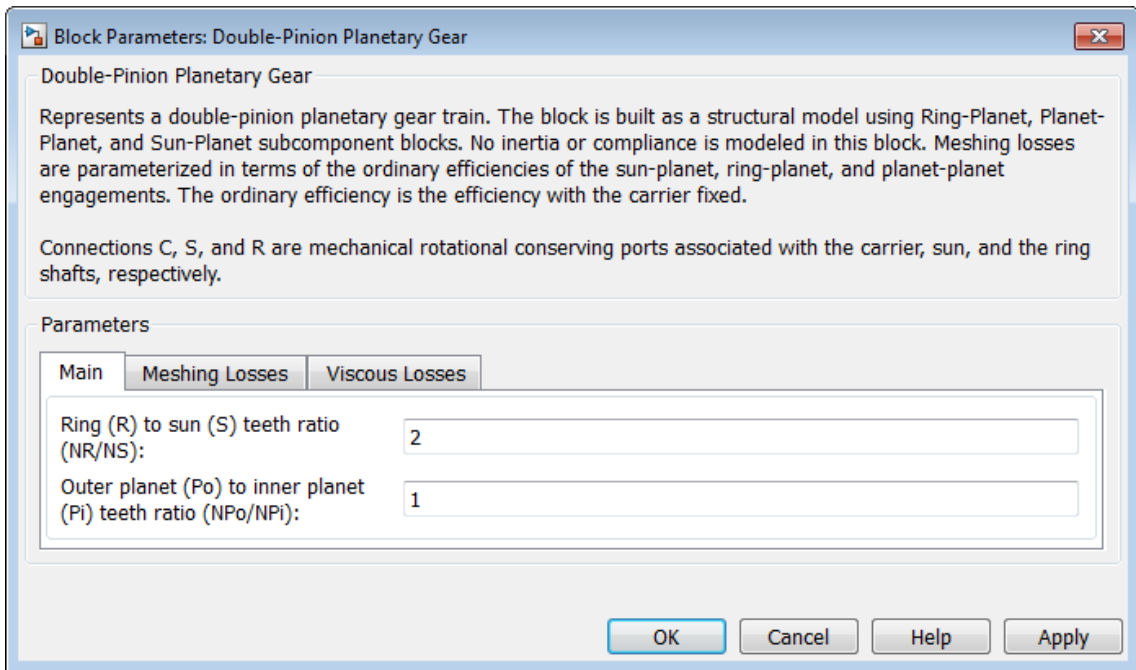 Block Parameters: Double-Pinion Planetary Gear
Double-Pinion Planetary Gear
Represents a double-pinion planetary gear train. The block is built as a structural model using Ring-Planet, Planet-
Planet, and Sun-Planet subcomponent blocks. No inertia or compliance is modeled in this block. Meshing losses
are parameterized in terms of the ordinary efficiencies of the sun-planet, ring-planet, and planet-planet
engagements. The ordinary efficiency is the efficiency with the carrier fixed.
Connections C, S, and R are mechanical rotational conserving ports associated with the carrier, sun, and the ring
shafts, respectively.
Parameters
Main Meshing Losses Viscous Losses
Ring (R) to sun (S) teeth ratio
(NR/NS):
2
Outer planet (Po) to inner planet
(Pi) teeth ratio (NPo/NPi):
1
OK Cancel Help Apply